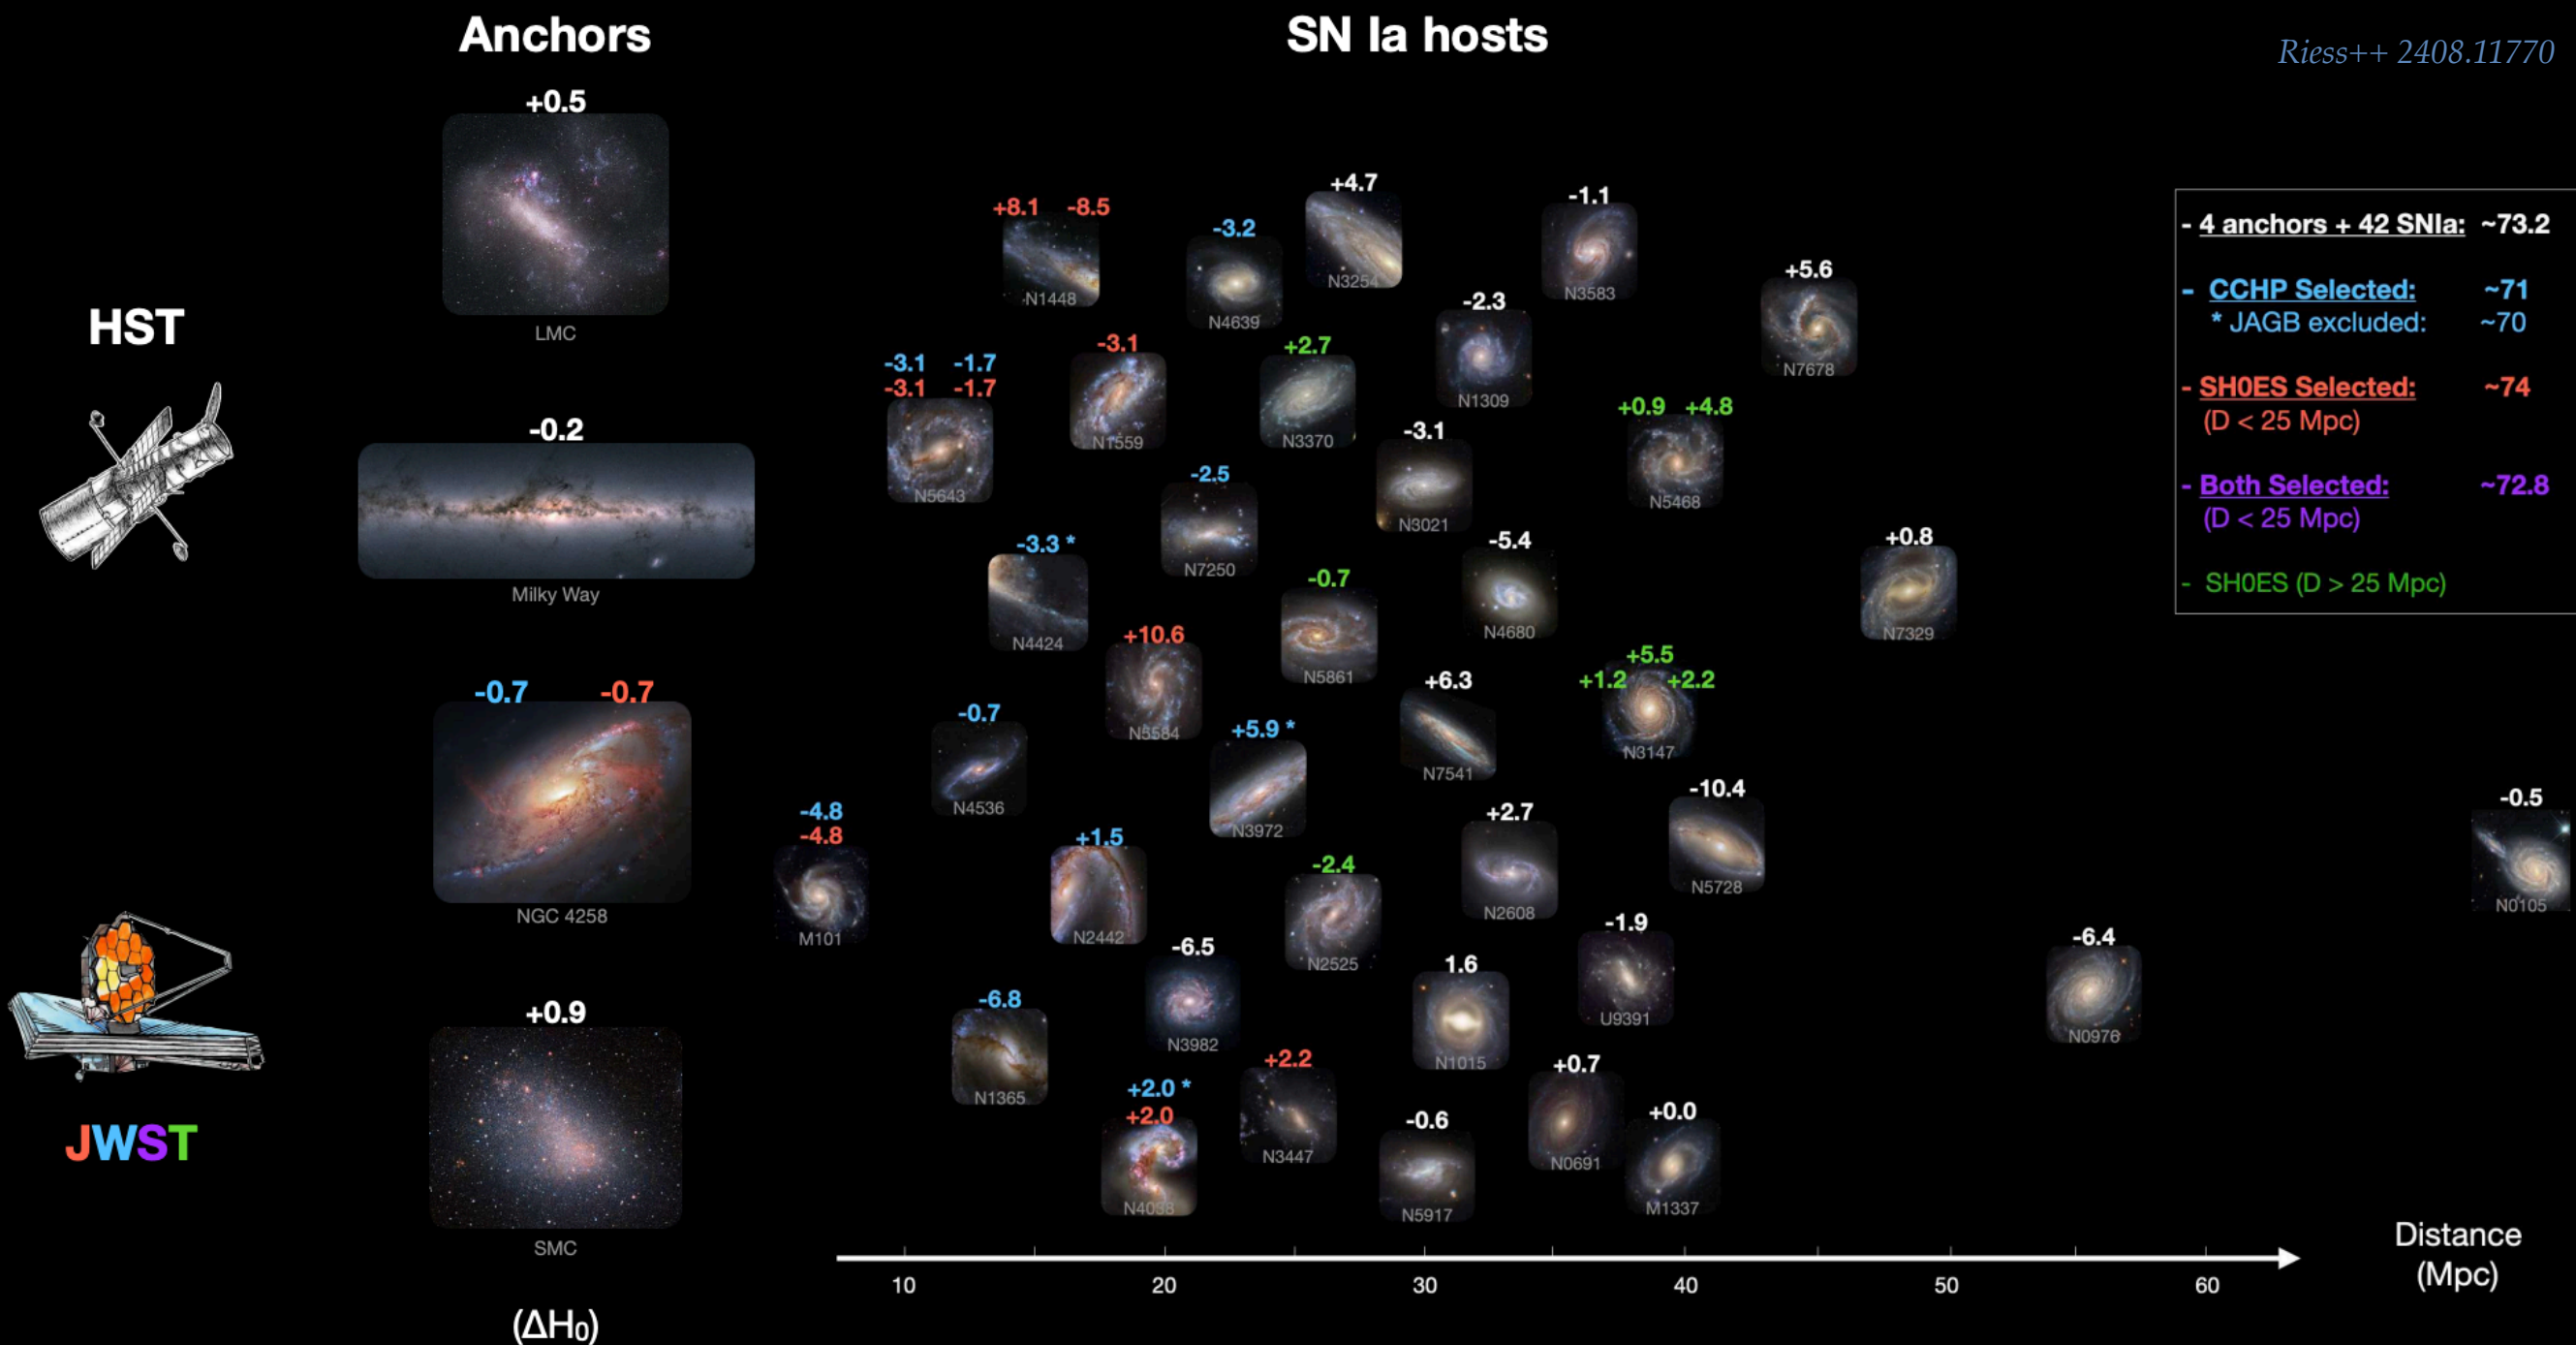 Anchors
SN Ia hosts
Riess++ 2408.11770
HST
JWST
+0.5
LMC
-0.2
Milky Way
-0.7 -0.7
NGC 4258
+0.9
SMC
(ΔH₀)
+8.1 -8.5
N1448
-3.2
N4639
+4.7
N3254
-1.1
N3583
+5.6
N7678
-2.3
N1309
-3.1 -1.7
-3.1 -1.7
N5643
-3.1
N1559
+2.7
N3370
-3.1
N3021
+0.9 +4.8
N5468
-2.5
N7250
-3.3 *
N4424
-0.7
N5861
-5.4
N4680
+0.8
N7329
+10.6
N5584
+6.3
N7541
+5.5
+1.2 +2.2
N3147
-0.7
N4536
+5.9 *
N3972
-4.8
-4.8
M101
+1.5
N2442
-2.4
N2525
+2.7
N2608
-10.4
N5728
-0.5
N0105
-6.5
N3982
1.6
N1015
-1.9
U9391
-6.4
N0976
-6.8
N1365
+2.0 *
+2.0
N4038
+2.2
N3447
-0.6
N5917
+0.7
N0691
+0.0
M1337
- 4 anchors + 42 SNIa: ~73.2
- CCHP Selected: ~71
* JAGB excluded: ~70
- SH0ES Selected: ~74
(D < 25 Mpc)
- Both Selected: ~72.8
(D < 25 Mpc)
- SH0ES (D > 25 Mpc)
10 20 30 40 50 60
Distance
(Mpc)